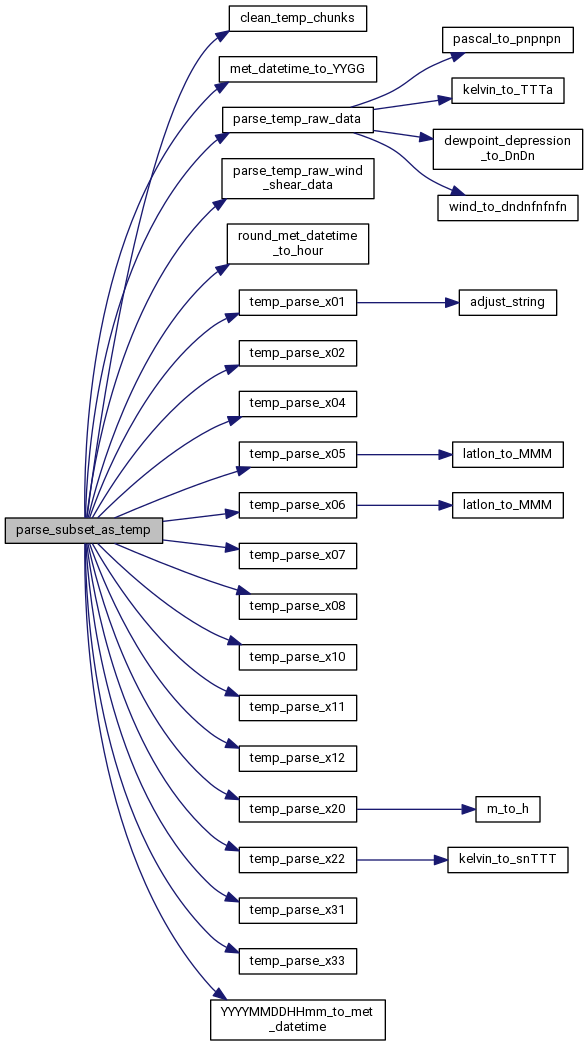 clean_temp_chunks
pascal_to_pnpnpn
met_datetime_to_YYGG
kelvin_to_TTTa
parse_temp_raw_data
dewpoint_depression
_to_DnDn
parse_temp_raw_wind
_shear_data
wind_to_dndnfnfnfn
round_met_datetime
_to_hour
temp_parse_x01
adjust_string
temp_parse_x02
temp_parse_x04
temp_parse_x05
latlon_to_MMM
temp_parse_x06
latlon_to_MMM
parse_subset_as_temp
temp_parse_x07
temp_parse_x08
temp_parse_x10
temp_parse_x11
temp_parse_x12
temp_parse_x20
m_to_h
temp_parse_x22
kelvin_to_snTTT
temp_parse_x31
temp_parse_x33
YYYYMMDDHHmm_to_met
_datetime